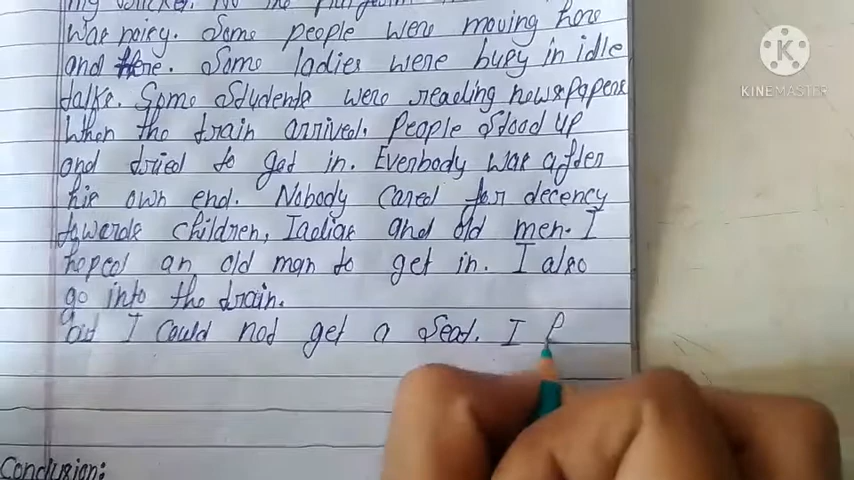 was noisy. Some people were moving here
and there. Some ladies were busy in idle
talks. Some Students were reading newspapers
When the train arrived. People Stood up
and tried to get in. Everbody was after
his own end. Nobody Cared for decency
towards children, Iadies and old men. I
hoped an old man to get in. I also
go into the train.
but I Could not get a Seat. I
Conclusion:
K
KINEMASTER